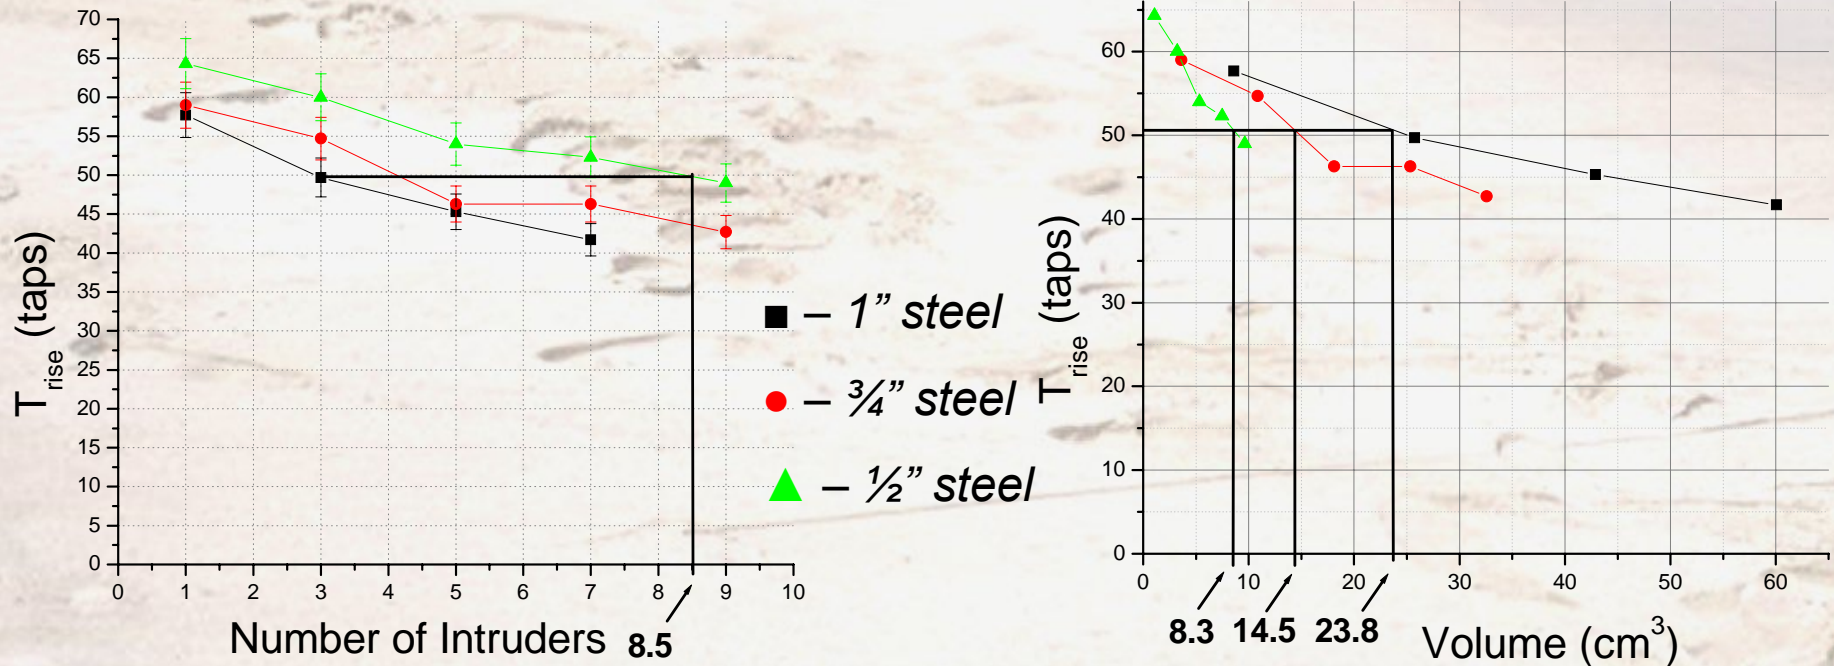 70
65
60
55
50
45
40
35
30
25
20
15
10
5
0
T_rise (taps)
0 1 2 3 4 5 6 7 8 9 10
Number of Intruders
8.5
– 1” steel
– ¾” steel
– ½” steel
60
50
40
30
20
10
0
T_rise (taps)
0 10 20 30 40 50 60
8.3 14.5 23.8
Volume (cm³)